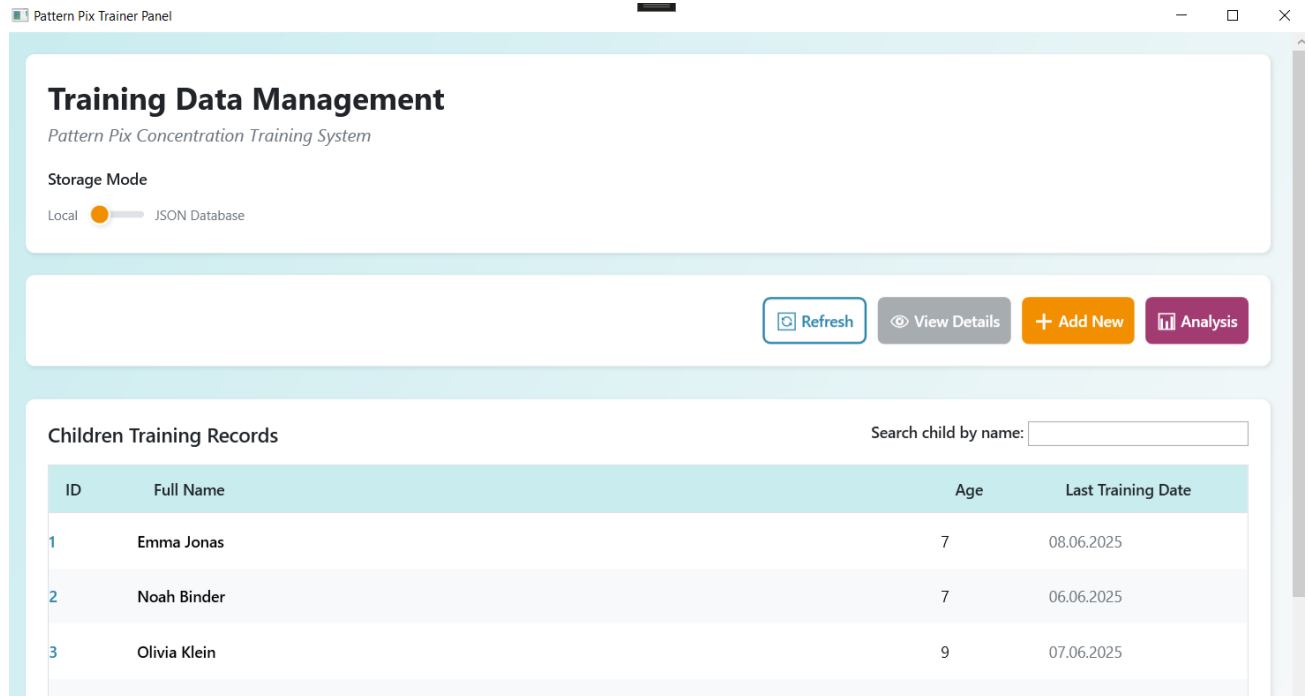 Pattern Pix Trainer Panel
Training Data Management
Pattern Pix Concentration Training System
Storage Mode
Local JSON Database
Refresh View Details Add New Analysis
Children Training Records Search child by name:
ID Full Name Age Last Training Date
1 Emma Jonas 7 08.06.2025
2 Noah Binder 7 06.06.2025
3 Olivia Klein 9 07.06.2025